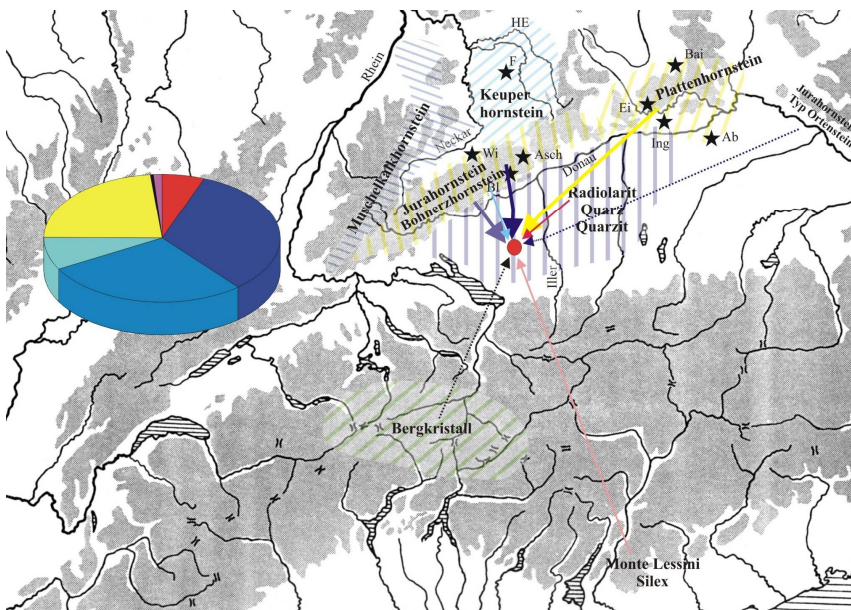 HE
Rhein
F
Bai
Keuper
hornstein
Plattenhornstein
Ei
Jurahornstein
Typ Ortenstein
Muschelkalkhornstein
Neckar
Wi
Asch
Donau
Ing
Ab
Jurahornstein
Bohnerzhornstein
Bl
Radiolarit
Quarz
Quarzit
Iller
Bergkristall
Monte Lessini
Silex